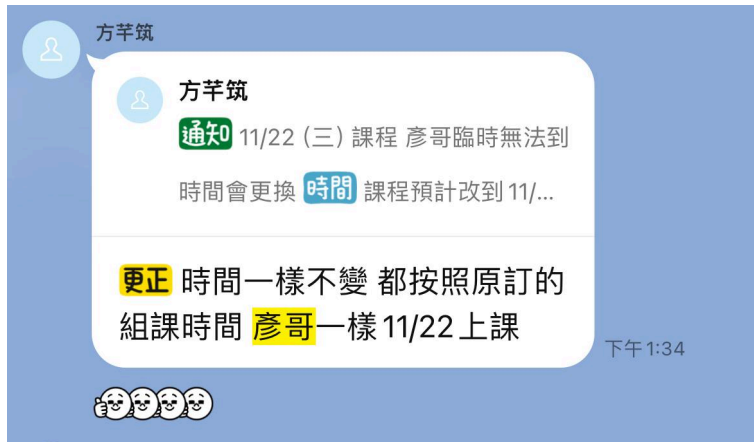 方芊筑
方芊筑
通知 11/22 (三) 課程 彥哥臨時無法到
時間會更換 時間 課程預計改到 11/...
更正 時間一樣不變 都按照原訂的
組課時間 彥哥一樣 11/22 上課
下午 1:34